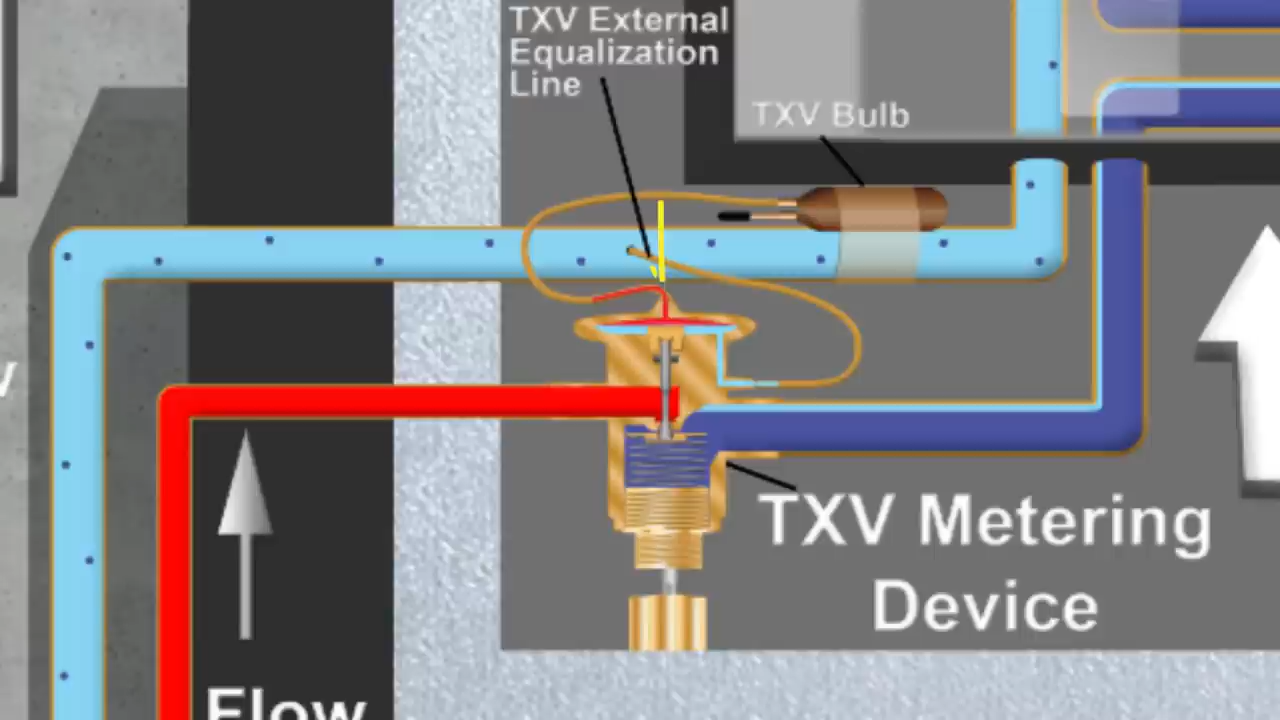 TXV External
Equalization
Line
TXV Bulb
TXV Metering
Device
Flow